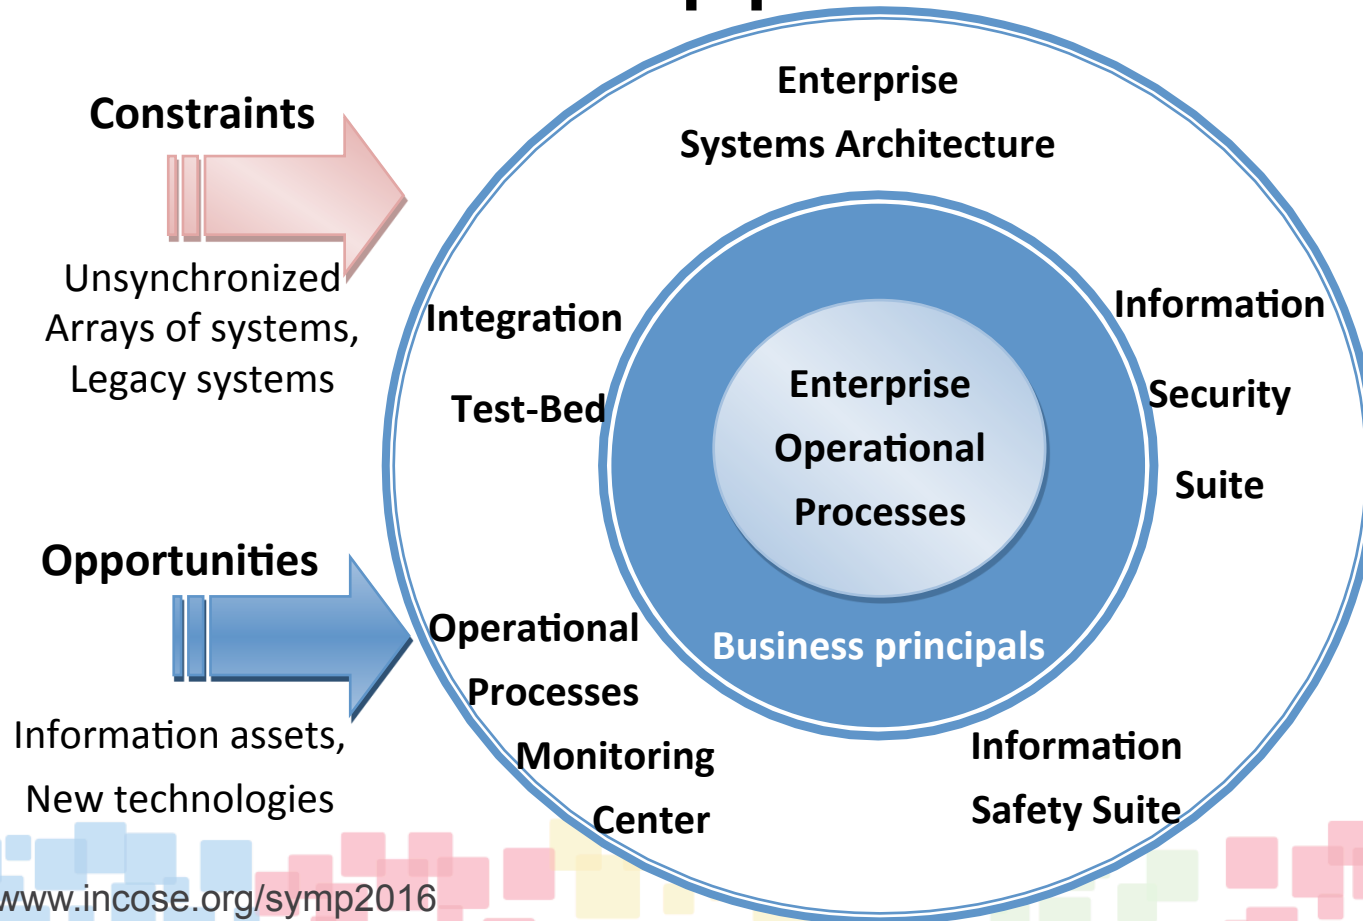 Constraints
Unsynchronized
Arrays of systems,
Legacy systems
Opportunities
Information assets,
New technologies
Enterprise
Systems Architecture
Integration
Test-Bed
Information
Security
Suite
Enterprise
Operational
Processes
Business principals
Operational
Processes
Monitoring
Center
Information
Safety Suite
www.incose.org/symp2016